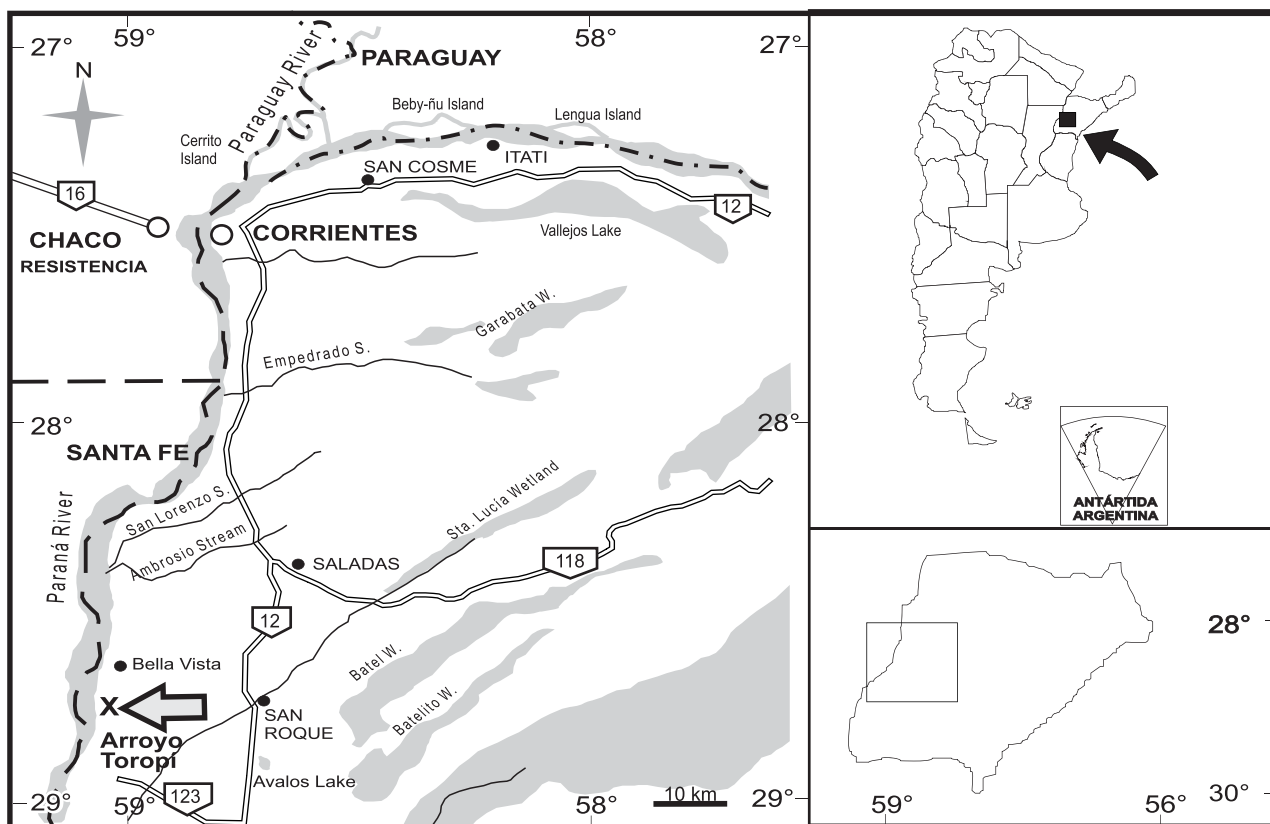 59°
58°
27°
27°
N
PARAGUAY
Paraguay River
Beby-ñu Island
Lengua Island
Cerrito
Island
ITATI
SAN COSME
16
12
CHACO
RESISTENCIA
CORRIENTES
Vallejos Lake
Garabata W.
Empedrado S.
28°
28°
SANTA FE
San Lorenzo S.
Ambrosio Stream
Sta. Lucía Wetland
Paraná River
SALADAS
118
12
Bella Vista
Batel W.
Batelito W.
X
SAN
ROQUE
Arroyo
Toropí
Avalos Lake
123
10 km
29°
59°
58°
29°
ANTÁRTIDA
ARGENTINA
28°
30°
59°
56°